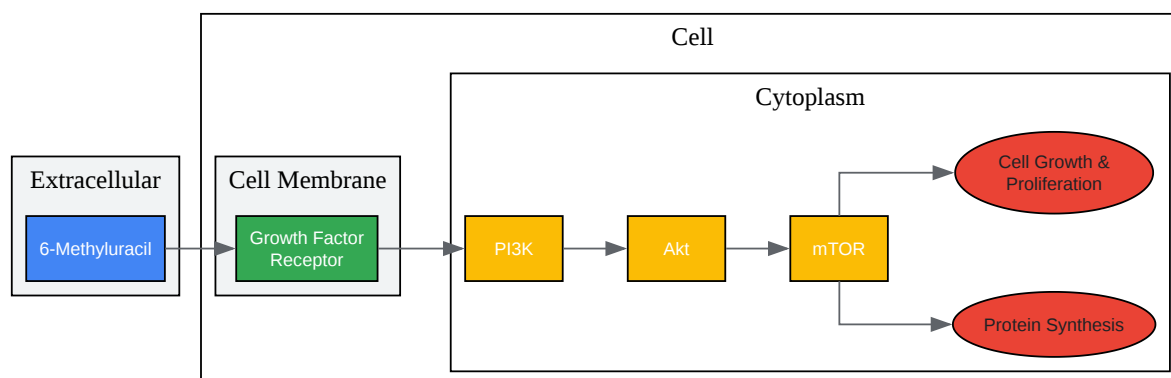 Cell
Cytoplasm
Extracellular
Cell Membrane
6-Methyluracil
Growth Factor
Receptor
PI3K
Akt
mTOR
Cell Growth &
Proliferation
Protein Synthesis